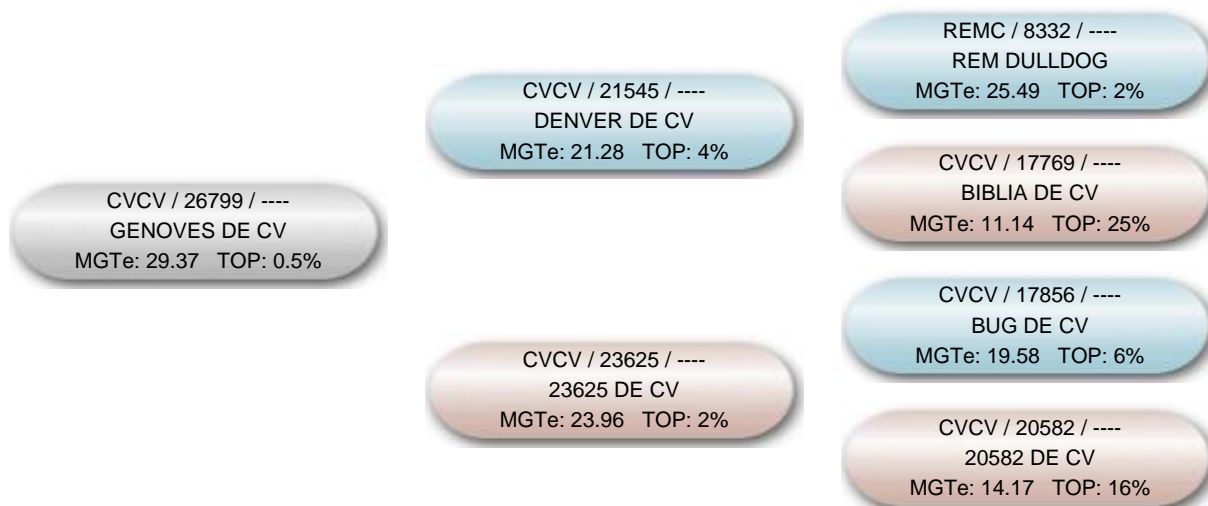 REMC / 8332 / ----
REM DULLDOG
MGTe: 25.49 TOP: 2%
CVCV / 21545 / ----
DENVER DE CV
MGTe: 21.28 TOP: 4%
CVCV / 17769 / ----
BIBLIA DE CV
MGTe: 11.14 TOP: 25%
CVCV / 26799 / ----
GENOVES DE CV
MGTe: 29.37 TOP: 0.5%
CVCV / 17856 / ----
BUG DE CV
MGTe: 19.58 TOP: 6%
CVCV / 23625 / ----
23625 DE CV
MGTe: 23.96 TOP: 2%
CVCV / 20582 / ----
20582 DE CV
MGTe: 14.17 TOP: 16%